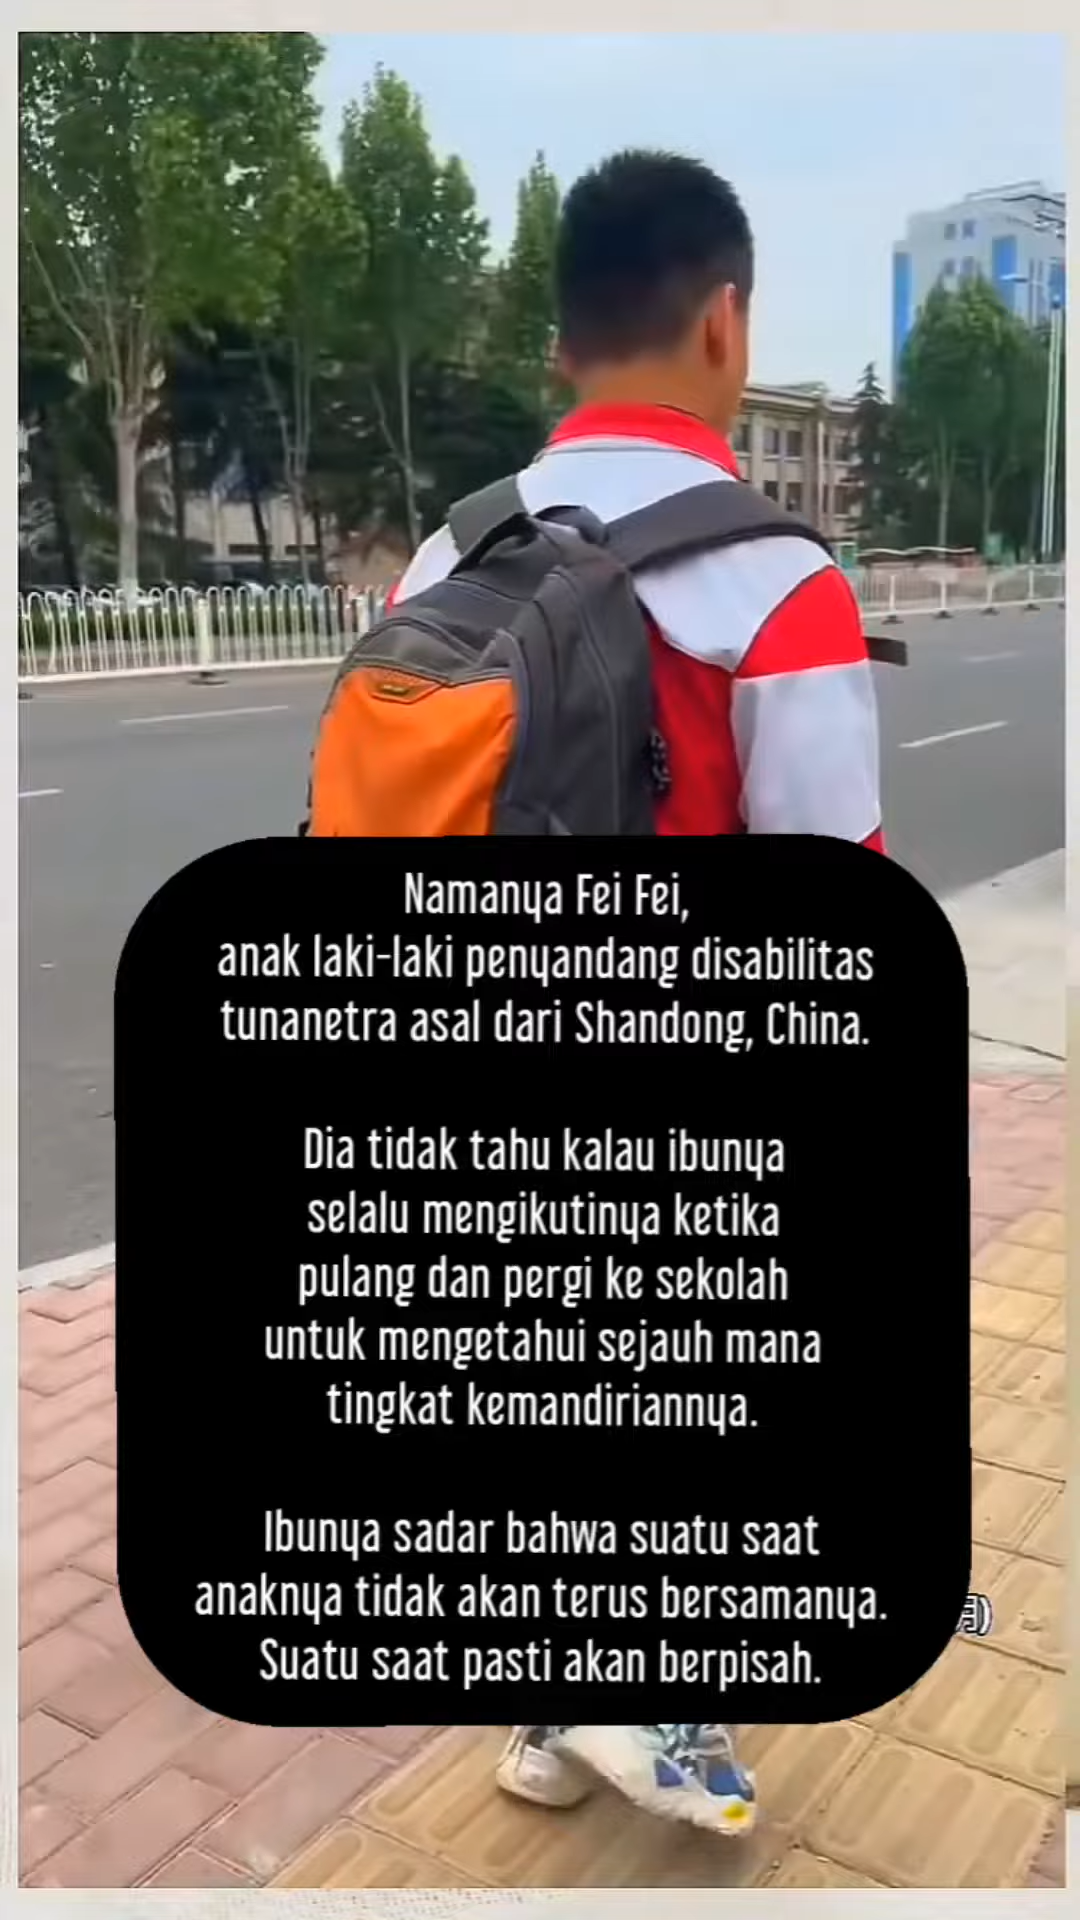 Namanya Fei Fei,
anak laki-laki penyandang disabilitas
tunanetra asal dari Shandong, China.
Dia tidak tahu kalau ibunya
selalu mengikutinya ketika
pulang dan pergi ke sekolah
untuk mengetahui sejauh mana
tingkat kemandiriannya.
Ibunya sadar bahwa suatu saat
anaknya tidak akan terus bersamanya.
Suatu saat pasti akan berpisah.